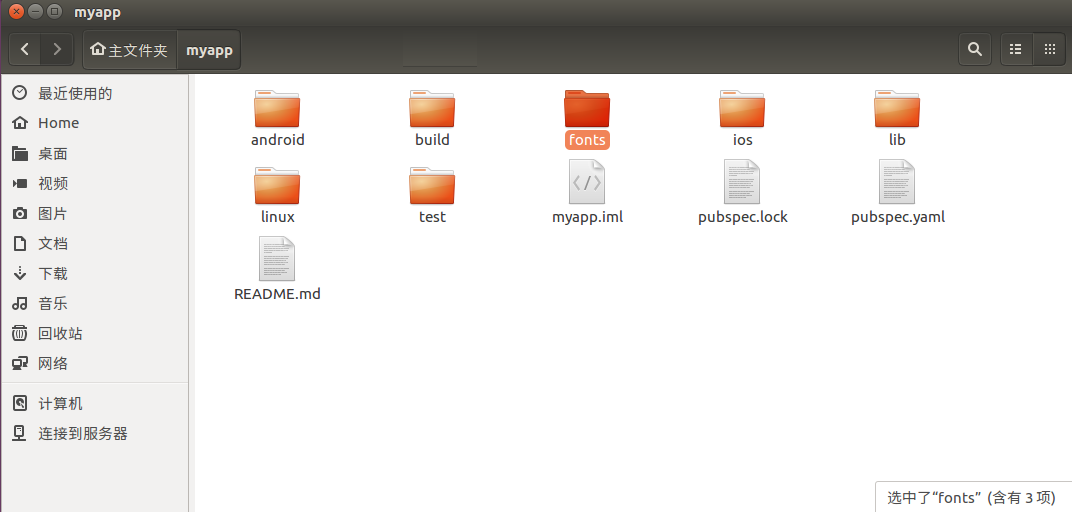 myapp
主文件夹 myapp
最近使用的
Home
桌面
视频
图片
文档
下载
音乐
回收站
网络
计算机
连接到服务器
android build fonts ios lib
linux test myapp.iml pubspec.lock pubspec.yaml
README.md
选中了“fonts” (含有 3 项)